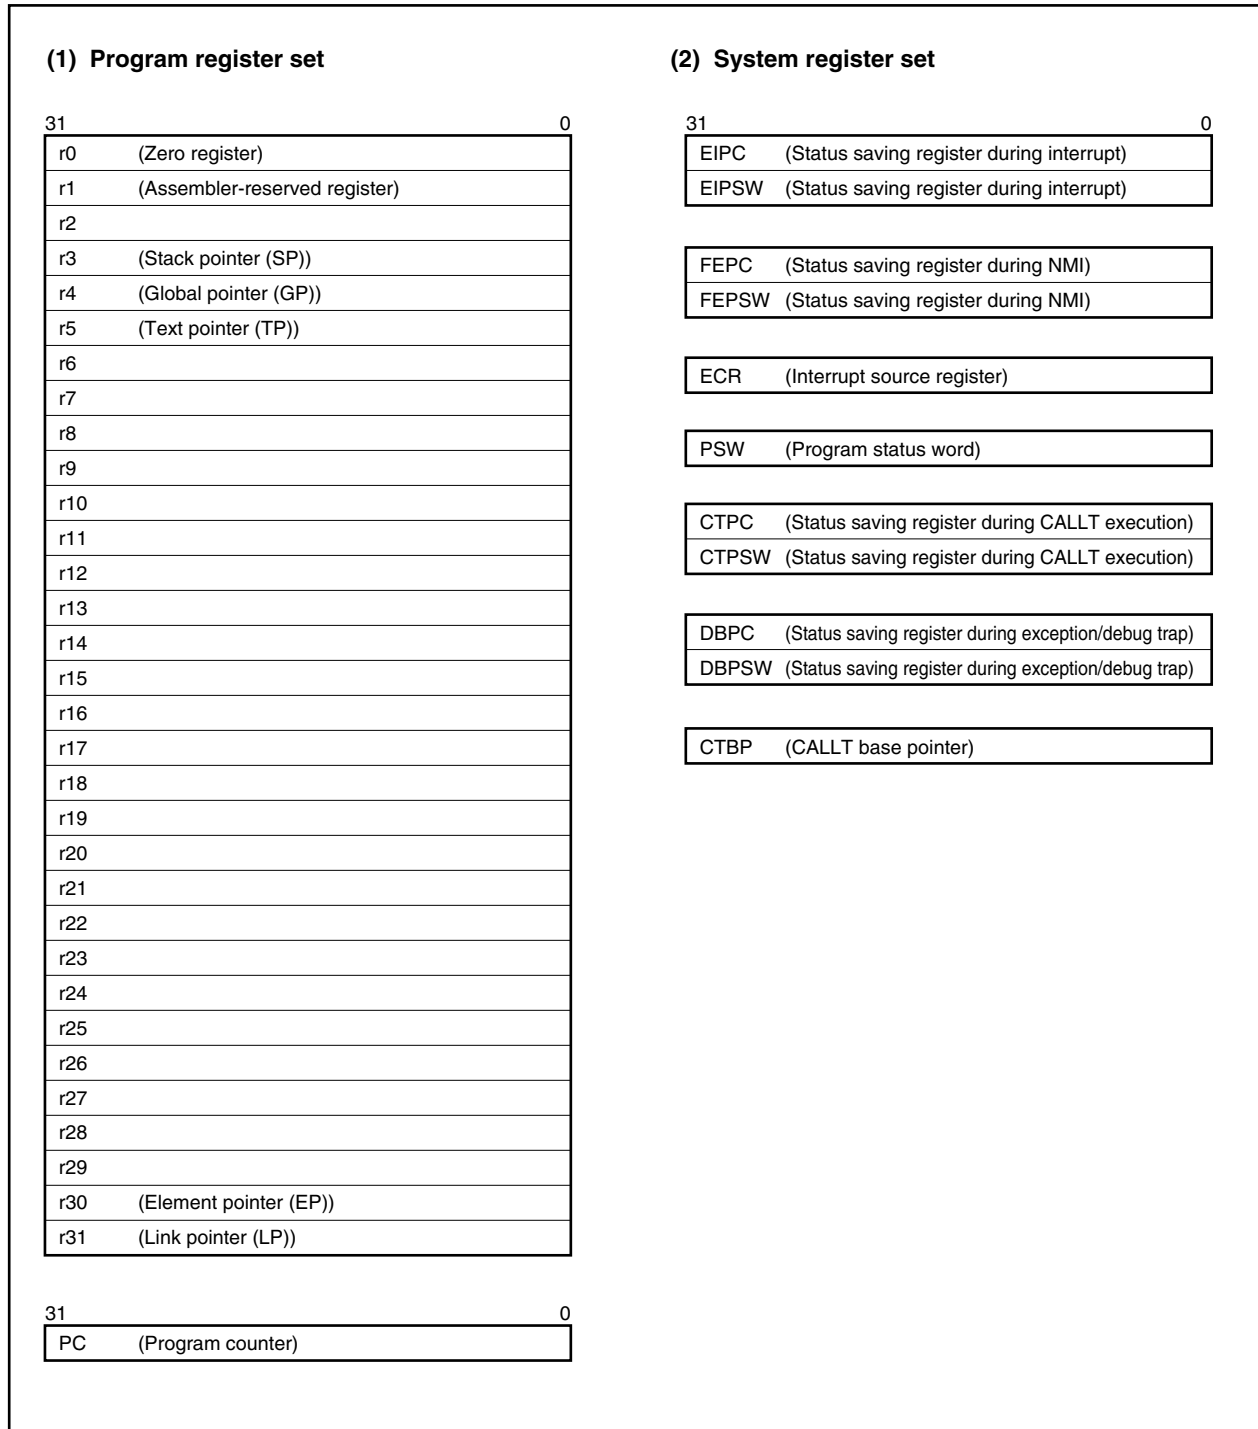 (1) Program register set
31 0
r0 (Zero register)
r1 (Assembler-reserved register)
r2
r3 (Stack pointer (SP))
r4 (Global pointer (GP))
r5 (Text pointer (TP))
r6
r7
r8
r9
r10
r11
r12
r13
r14
r15
r16
r17
r18
r19
r20
r21
r22
r23
r24
r25
r26
r27
r28
r29
r30 (Element pointer (EP))
r31 (Link pointer (LP))
31 0
PC (Program counter)
(2) System register set
31 0
EIPC (Status saving register during interrupt)
EIPSW (Status saving register during interrupt)
FEPC (Status saving register during NMI)
FEPSW (Status saving register during NMI)
ECR (Interrupt source register)
PSW (Program status word)
CTPC (Status saving register during CALLT execution)
CTPSW (Status saving register during CALLT execution)
DBPC (Status saving register during exception/debug trap)
DBPSW (Status saving register during exception/debug trap)
CTBP (CALLT base pointer)